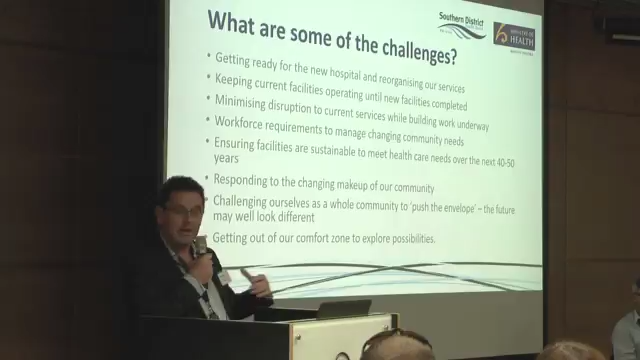 What are some of the challenges?
Southern District
MINISTRY OF
HEALTH
• Getting ready for the new hospital and reorganising our services
• Keeping current facilities operating until new facilities completed
• Minimising disruption to current services while building work underway
• Workforce requirements to manage changing community needs
• Ensuring facilities are sustainable to meet health care needs over the next 40-50
years
• Responding to the changing makeup of our community
• Challenging ourselves as a whole community to ‘push the envelope’ – the future
may well look different
• Getting out of our comfort zone to explore possibilities.